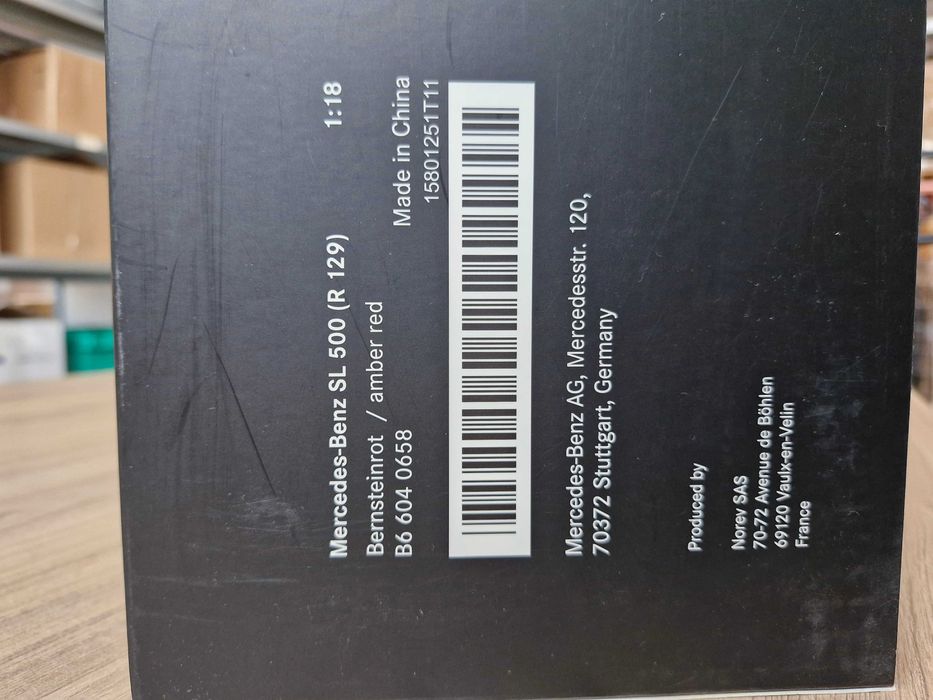 Mercedes-Benz SL 500 (R 129) 1:18
Bernsteinrot / amber red
B6 604 0658 Made in China
15801251T11
Mercedes-Benz AG, Mercedesstr. 120,
70372 Stuttgart, Germany
Produced by
Norev SAS
70-72 Avenue de Böhlen
69120 Vaulx-en-Velin
France